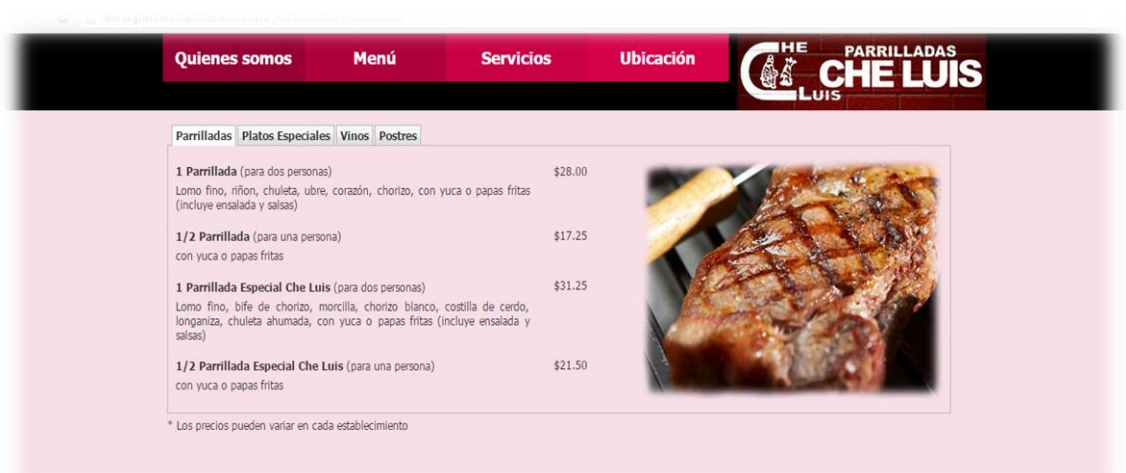 Quienes somos Menú Servicios Ubicación
CHE LUIS
PARRILLADAS
CHE LUIS
Parrilladas Platos Especiales Vinos Postres
1 Parrillada (para dos personas) $28.00
Lomo fino, riñon, chuleta, ubre, corazón, chorizo, con yuca o papas fritas
(incluye ensalada y salsas)
1/2 Parrillada (para una persona) $17.25
con yuca o papas fritas
1 Parrillada Especial Che Luis (para dos personas) $31.25
Lomo fino, bife de chorizo, morcilla, chorizo blanco, costilla de cerdo,
longaniza, chuleta ahumada, con yuca o papas fritas (incluye ensalada y
salsas)
1/2 Parrillada Especial Che Luis (para una persona) $21.50
con yuca o papas fritas
* Los precios pueden variar en cada establecimiento